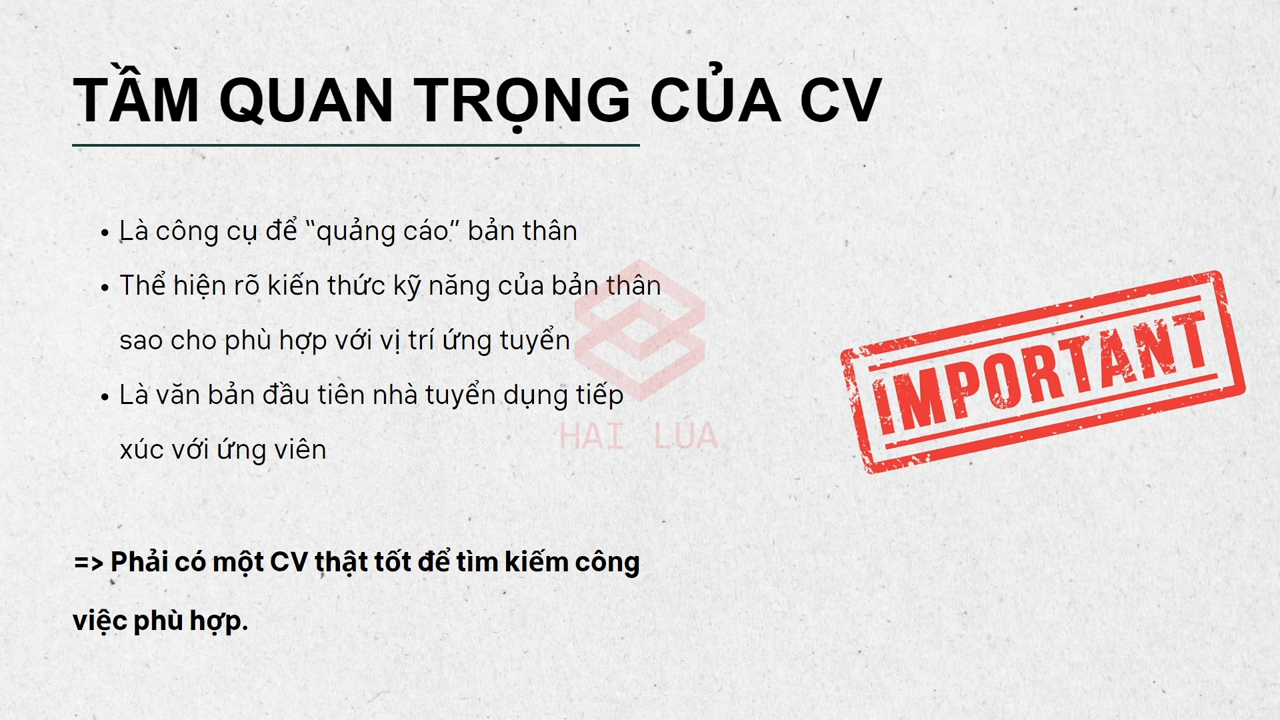 TẦM QUAN TRỌNG CỦA CV
• Là công cụ để “quảng cáo” bản thân
• Thể hiện rõ kiến thức kỹ năng của bản thân
sao cho phù hợp với vị trí ứng tuyển
• Là văn bản đầu tiên nhà tuyển dụng tiếp
xúc với ứng viên
HAI LÚA
IMPORTANT
=> Phải có một CV thật tốt để tìm kiếm công
việc phù hợp.